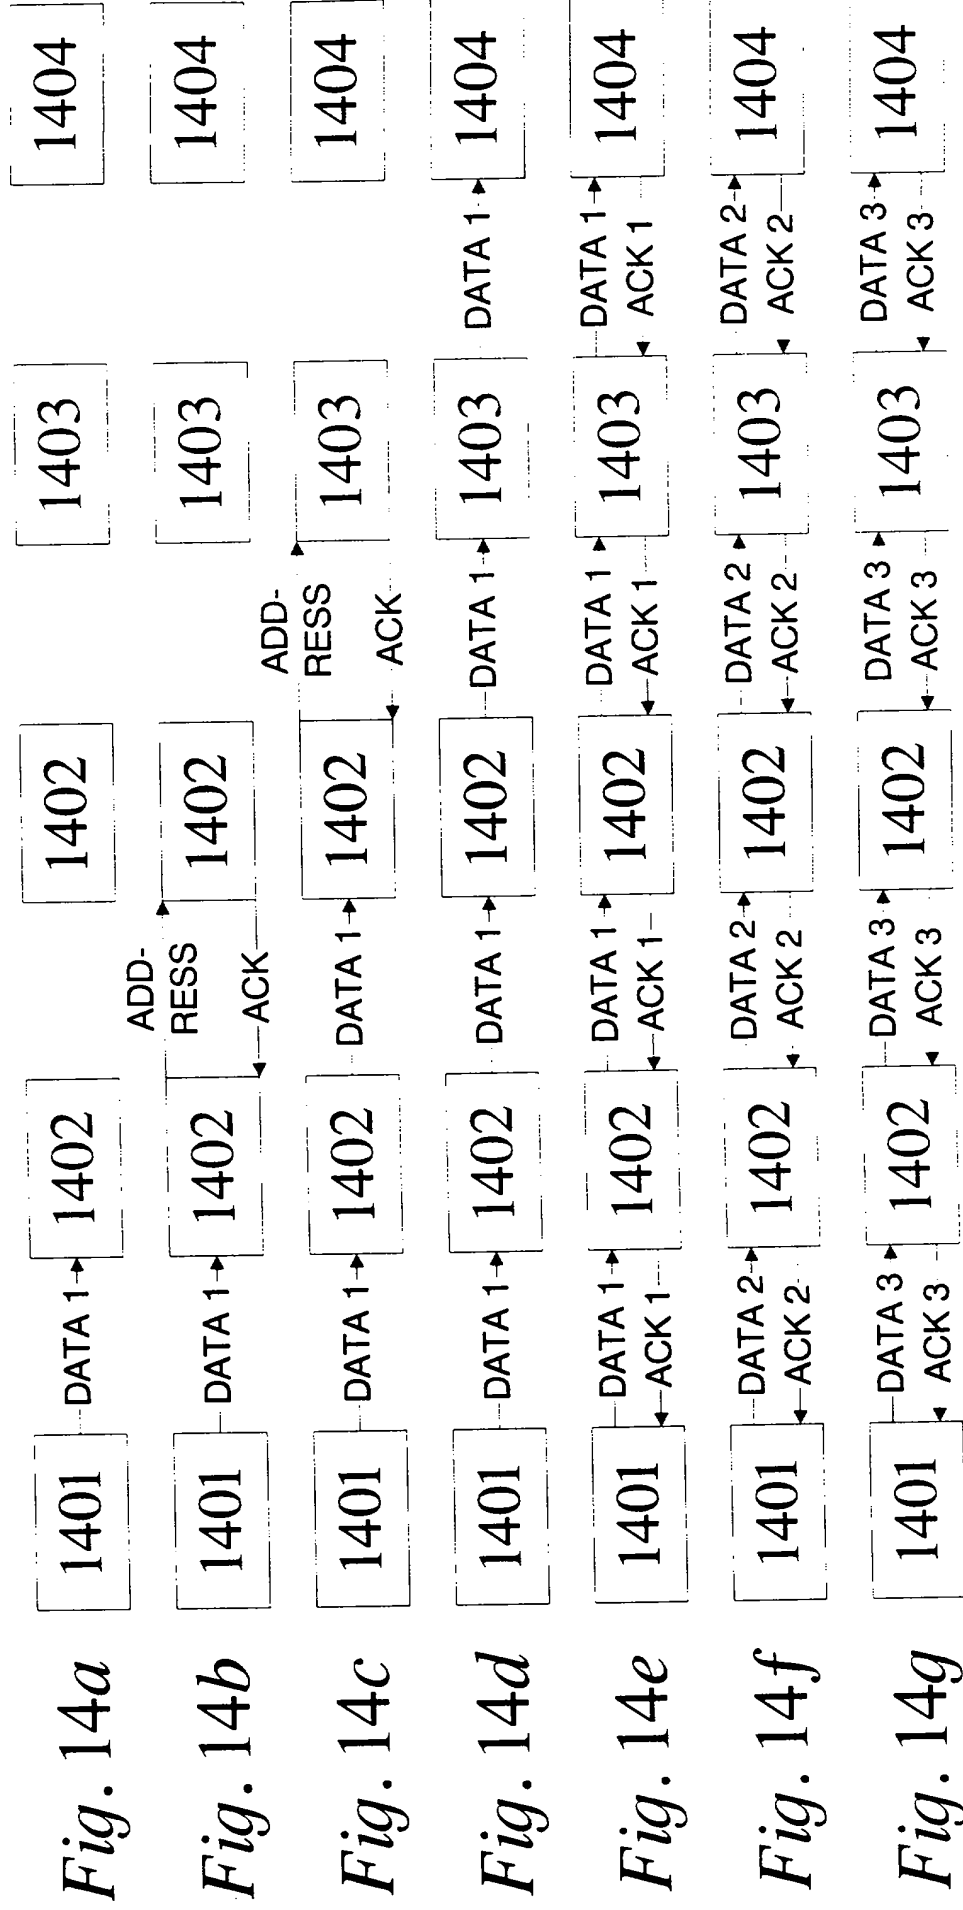 Fig. 14a 1401 DATA 1 1402 1402 1403 1404
Fig. 14b 1401 DATA 1 1402 ADD-
RESS
ACK 1402 1403 1404
Fig. 14c 1401 DATA 1 1402 DATA 1 1402 ADD-
RESS
ACK 1403 1404
Fig. 14d 1401 DATA 1 1402 DATA 1 1402 DATA 1 1403 DATA 1 1404
Fig. 14e 1401 DATA 1 1402 DATA 1 1402 DATA 1 1403 DATA 1 1404
ACK 1 ACK 1 ACK 1 ACK 1
Fig. 14f 1401 DATA 2 1402 DATA 2 1402 DATA 2 1403 DATA 2 1404
ACK 2 ACK 2 ACK 2 ACK 2
Fig. 14g 1401 DATA 3 1402 DATA 3 1402 DATA 3 1403 DATA 3 1404
ACK 3 ACK 3 ACK 3 ACK 3